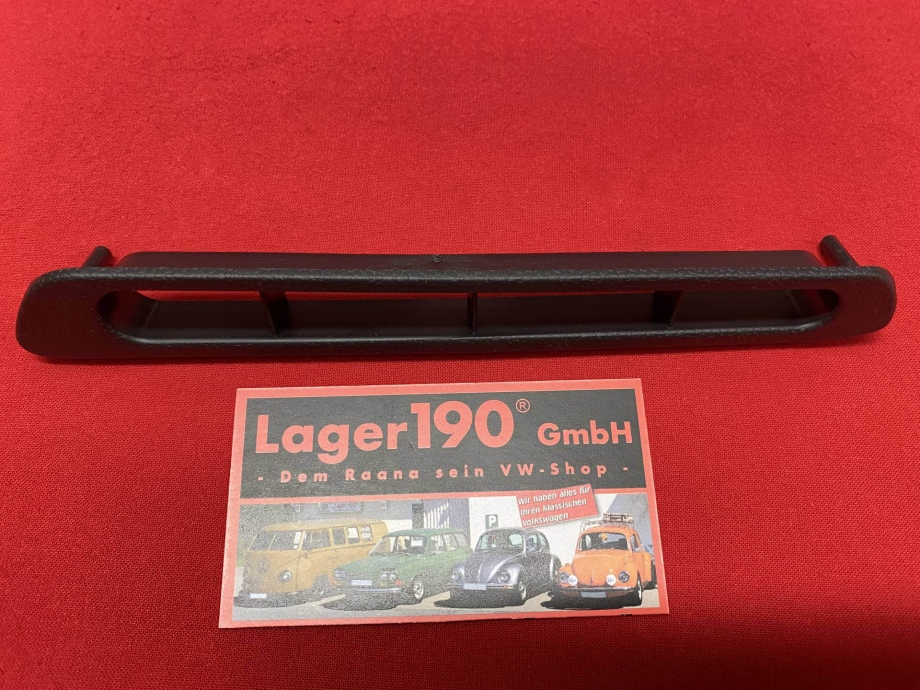 Lager190® GmbH
- Dem Raana sein VW-Shop -
Wir haben alles für
Ihren klassischen
Volkswagen
P